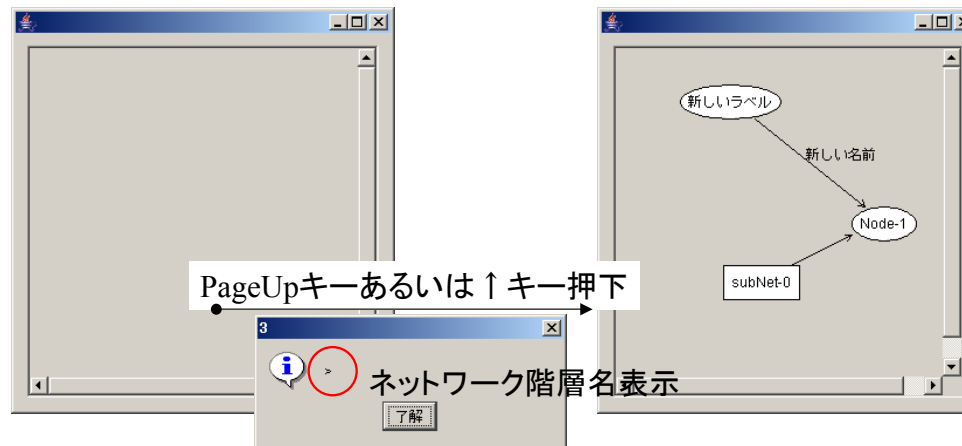 新しいラベル
新しい名前
Node-1
subNet-0
PageUpキーあるいは↑キー押下
3
>
ネットワーク階層名表示
了解